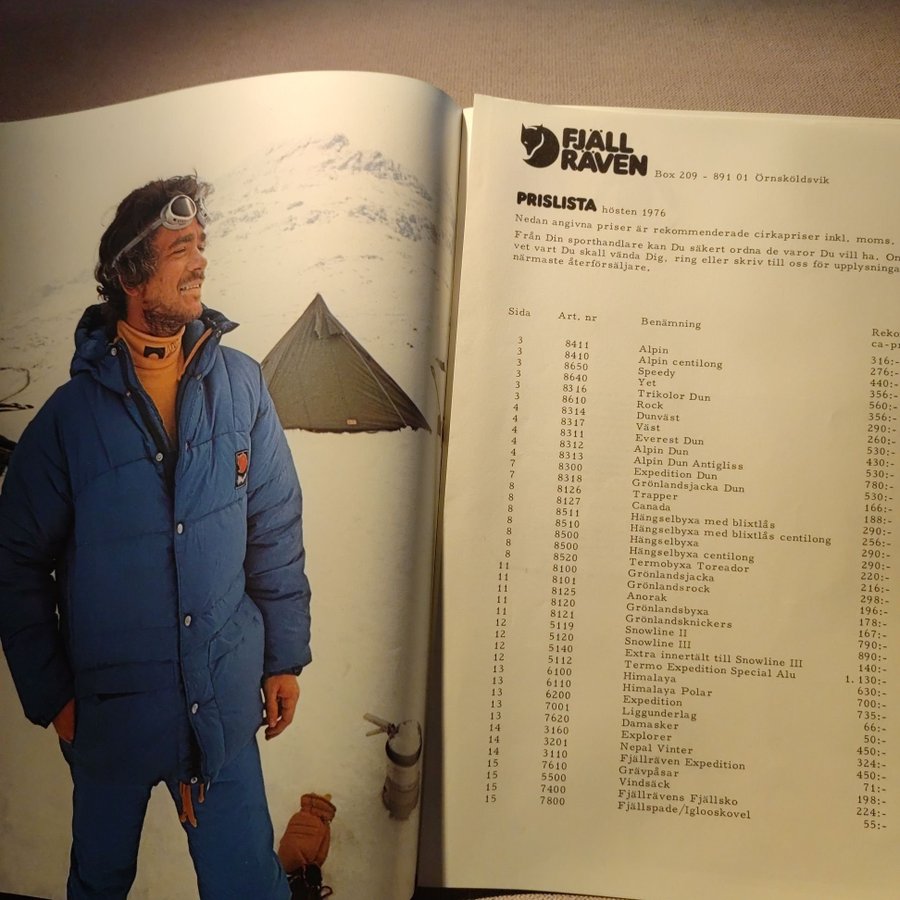 FJÄLL
RÄVEN
Box 209 - 891 01 Örnsköldsvik
PRISLISTA hösten 1976
Nedan angivna priser är rekommenderade cirkapriser inkl. moms.
Från Din sporthandlare kan Du säkert ordna de varor Du vill ha. Om
vet vart Du skall vända Dig, ring eller skriv till oss för upplysninga
närmaste återförsäljare.
Sida Art. nr Benämning Reko
ca-pr
3 8411 Alpin 316:-
3 8410 Alpin centilong 276:-
3 8650 Speedy 440:-
3 8640 Yet 356:-
3 8316 Trikolor Dun 560:-
3 8610 Rock 356:-
4 8314 Dunväst 290:-
4 8317 Väst 260:-
4 8311 Everest Dun 530:-
4 8312 Alpin Dun 430:-
4 8313 Alpin Dun Antigliss 530:-
7 8300 Expedition Dun 780:-
7 8318 Grönlandsjacka Dun 530:-
8 8126 Trapper 166:-
8 8127 Canada 188:-
8 8511 Hängselbyxa med blixtlås 290:-
8 8510 Hängselbyxa med blixtlås centilong 256:-
8 8500 Hängselbyxa 290:-
8 8500 Hängselbyxa centilong 290:-
8 8520 Termobyxa Toreador 220:-
11 8100 Grönlandsjacka 216:-
11 8101 Grönlandsrock 298:-
11 8125 Anorak 196:-
11 8120 Grönlandsbyxa 178:-
11 8121 Grönlandsknickers 167:-
12 5119 Snowline II 790:-
12 5120 Snowline III 890:-
12 5140 Extra innertält till Snowline III 140:-
12 5112 Termo Expedition Special Alu 1.130:-
13 6100 Himalaya 630:-
13 6110 Himalaya Polar 700:-
13 6200 Expedition 735:-
13 7001 Liggunderlag 66:-
13 7620 Damasker 50:-
14 3160 Explorer 450:-
14 3201 Nepal Vinter 324:-
14 3110 Fjällräven Expedition 450:-
15 7610 Grävpåsar 71:-
15 5500 Vindsäck 198:-
15 7400 Fjällrävens Fjällsko 224:-
15 7800 Fjällspade/Iglooskovel 55:-